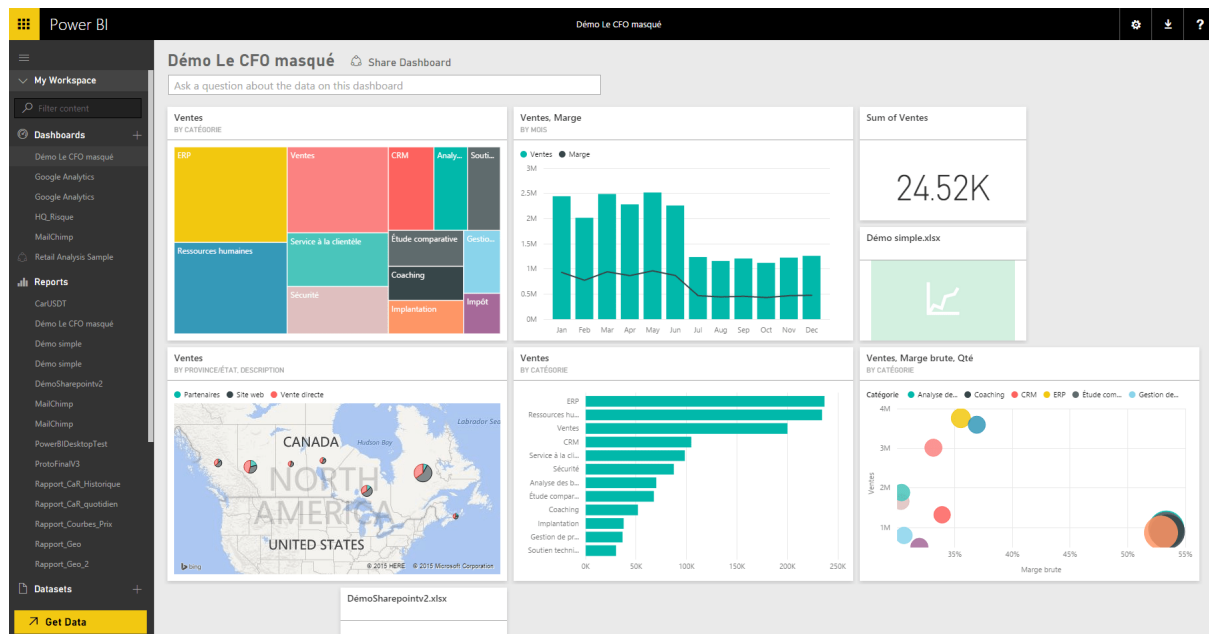 Power BI
Démo Le CFO masqué
?
My Workspace
Filter content
Dashboards
Démo Le CFO masqué
Google Analytics
Google Analytics
HQ_Risque
MailChimp
Retail Analysis Sample
Reports
CarUSDT
Démo Le CFO masqué
Démo simple
Démo simple
DémoSharepointv2
MailChimp
MailChimp
PowerBIDesktopTest
ProtoFinalV3
Rapport_CaR_Historique
Rapport_CaR_quotidien
Rapport_Courbes_Prix
Rapport_Geo
Rapport_Geo_2
Datasets
Get Data
Démo Le CFO masqué
Share Dashboard
Ask a question about the data on this dashboard
Ventes
BY CATÉGORIE
ERP
Ventes
CRM
Analy...
Souti...
Ressources humaines
Service à la clientèle
Étude comparative
Gestio...
Sécurité
Coaching
Implantation
Impôt
Ventes, Marge
BY MOIS
Ventes Marge
3M
2.5M
2M
1.5M
1M
0.5M
0M
Jan Feb Mar Apr May Jun Jul Aug Sep Oct Nov Dec
Sum of Ventes
24.52K
Démo simple.xlsx
Ventes
BY PROVINCE/ÉTAT, DESCRIPTION
Partenaires Site web Vente directe
Labrador Sea
CANADA
Hudson Bay
NORTH
AMERICA
UNITED STATES
bing
© 2015 HERE © 2015 Microsoft Corporation
Ventes
BY CATÉGORIE
ERP
Ressources hu...
Ventes
CRM
Service à la cli...
Sécurité
Analyse des b...
Étude compar...
Coaching
Implantation
Gestion de pr...
Soutien techni...
0K 50K 100K 150K 200K 250K
Ventes, Marge brute, Qté
BY CATÉGORIE
Catégorie Analyse de... Coaching CRM ERP Étude com... Gestion de...
4M
3M
2M
1M
Ventes
35% 40% 45% 50% 55%
Marge brute
DémoSharepointv2.xlsx